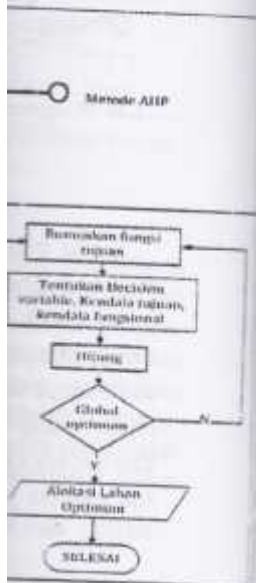 Metode AHP
Rumuskan fungsi
tujuan
Tentukan Decision
variable, Kendala tujuan,
kendala fungsional
Hitung
Global
optimum
N
Y
Alokasi Lahan
Optimum
SELESAI